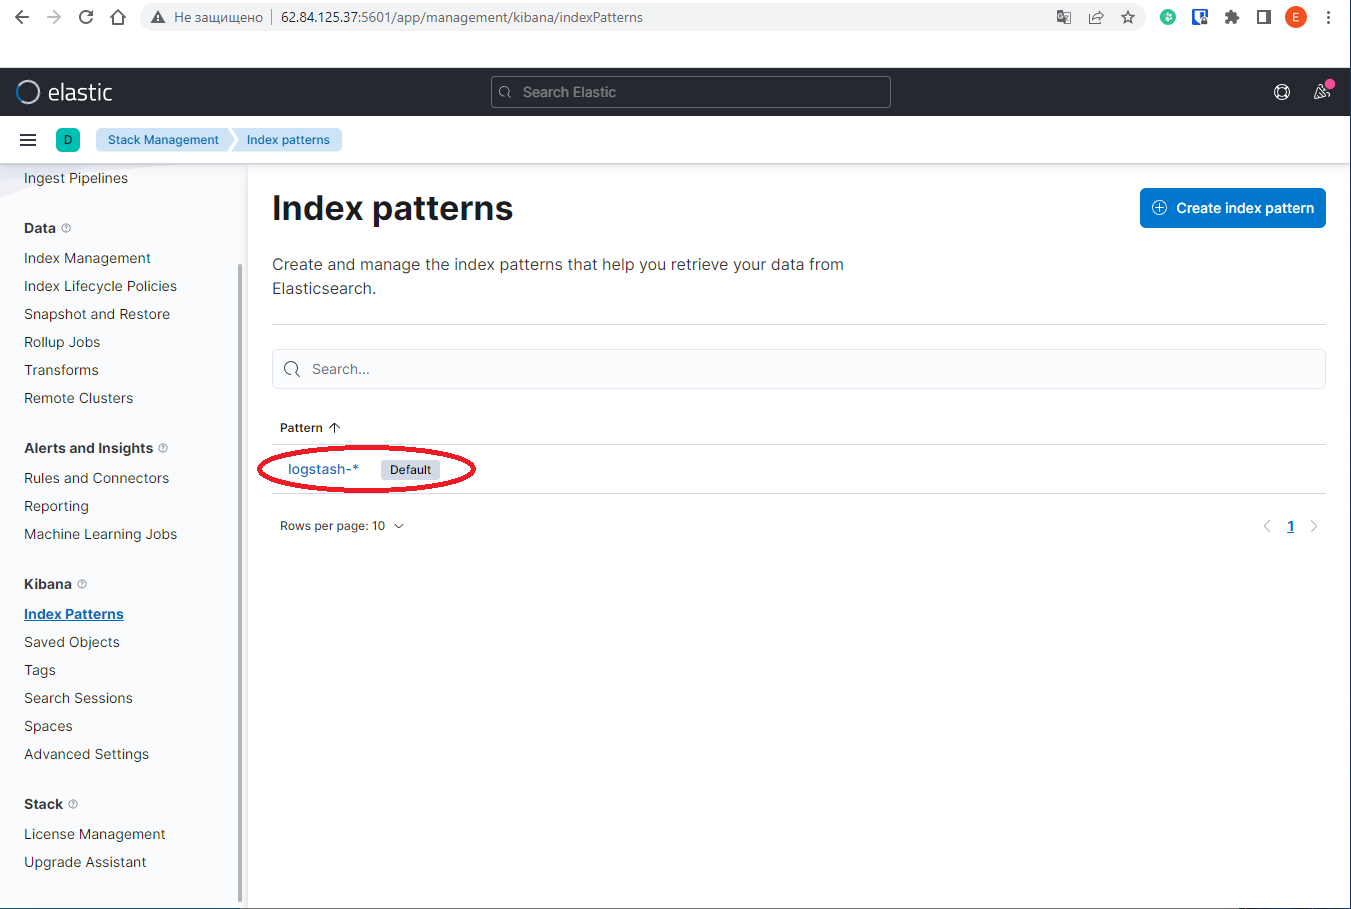 Не защищено 62.84.125.37:5601/app/management/kibana/indexPatterns
E
elastic
Search Elastic
D Stack Management Index patterns
Ingest Pipelines
Data
Index Management
Index Lifecycle Policies
Snapshot and Restore
Rollup Jobs
Transforms
Remote Clusters
Alerts and Insights
Rules and Connectors
Reporting
Machine Learning Jobs
Kibana
Index Patterns
Saved Objects
Tags
Search Sessions
Spaces
Advanced Settings
Stack
License Management
Upgrade Assistant
Index patterns
Create index pattern
Create and manage the index patterns that help you retrieve your data from
Elasticsearch.
Search...
Pattern
logstash-* Default
Rows per page: 10
1